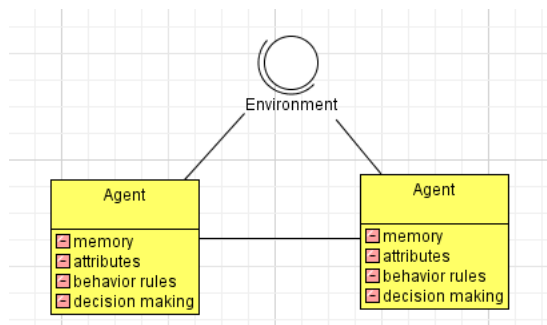 Environment
Agent
memory
attributes
behavior rules
decision making
Agent
memory
attributes
behavior rules
decision making